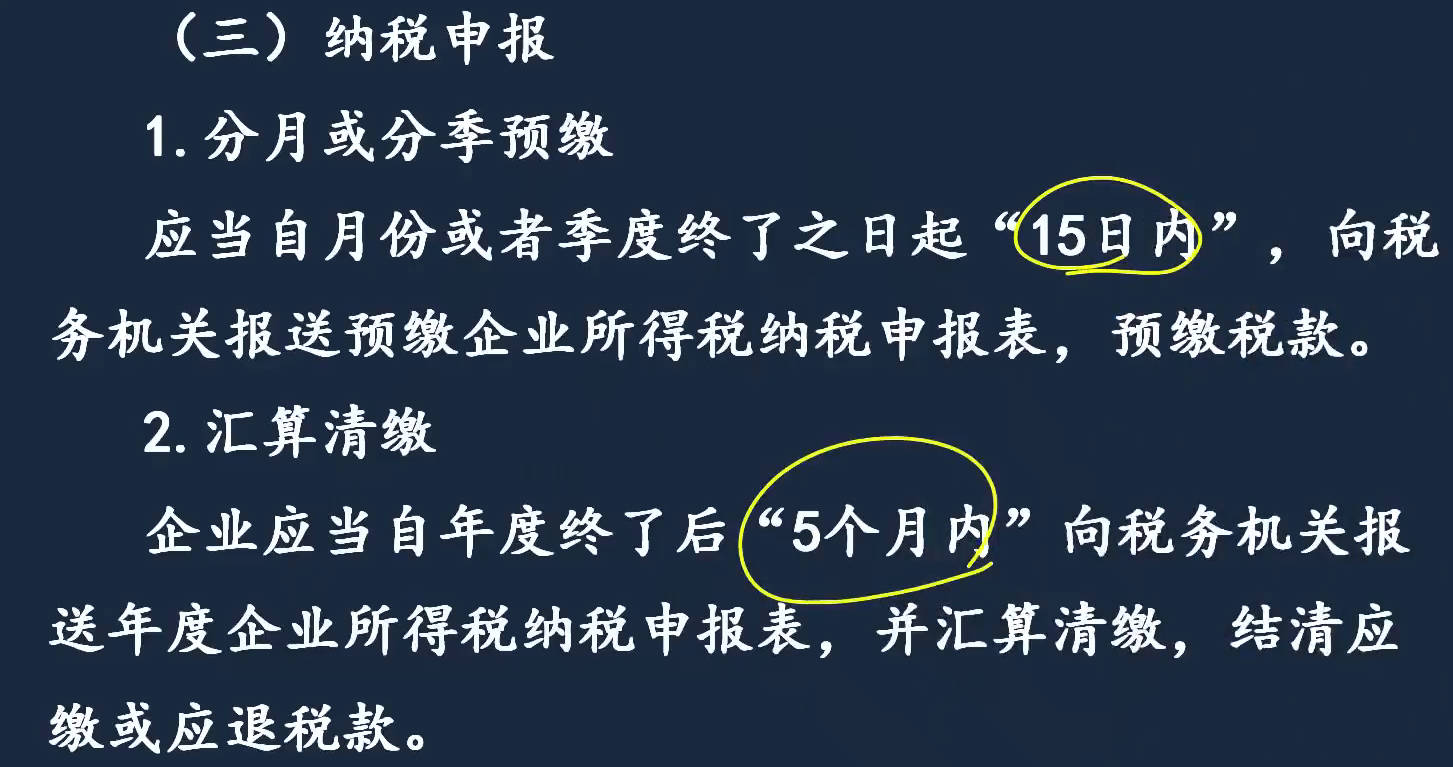 （三）纳税申报
1.分月或分季预缴
应当自月份或者季度终了之日起“15日内”，向税
务机关报送预缴企业所得税纳税申报表，预缴税款。
2.汇算清缴
企业应当自年度终了后“5个月内”向税务机关报
送年度企业所得税纳税申报表，并汇算清缴，结清应
缴或应退税款。